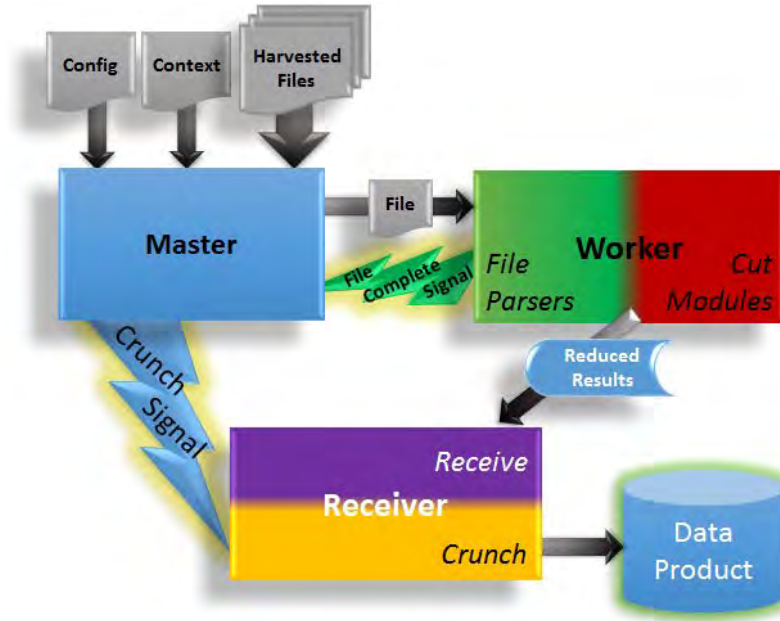 Config
Context
Harvested
Files
Master
File
Worker
File
Parsers
Cut
Modules
File
Complete
Signal
Crunch
Signal
Reduced
Results
Receive
Receiver
Crunch
Data
Product